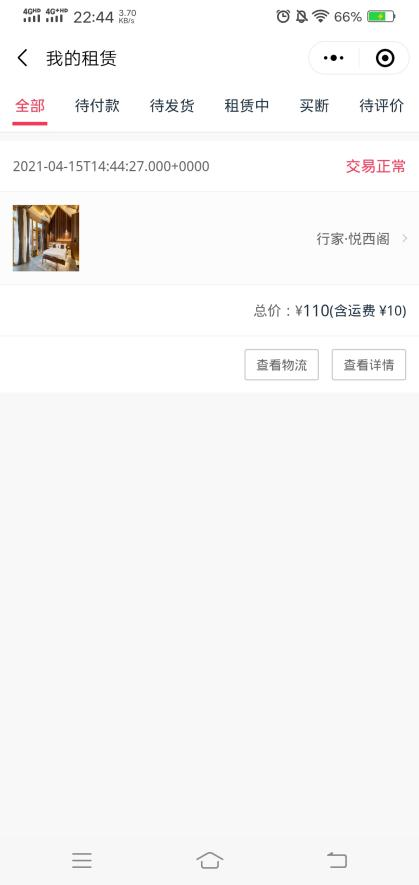 4GHD 4G+HD 22:44 3.70 KB/s 66%
我的租赁
全部 待付款 待发货 租赁中 买断 待评价
2021-04-15T14:44:27.000+0000 交易正常
行家·悦西阁
总价：¥110(含运费 ¥10)
查看物流 查看详情